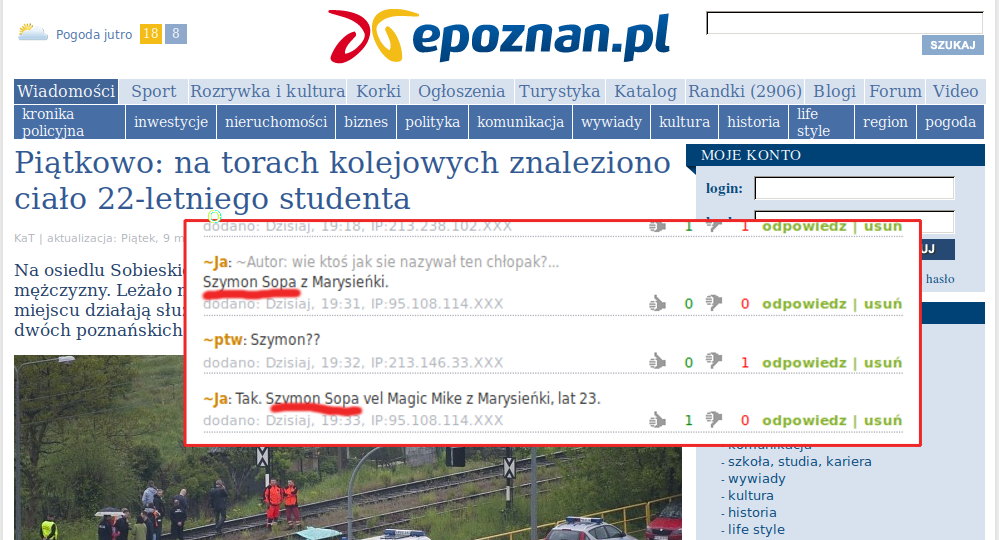 Pogoda jutro 18 8
epoznan.pl
SZUKAJ
Wiadomości Sport Rozrywka i kultura Korki Ogłoszenia Turystyka Katalog Randki (2906) Blogi Forum Video
kronika policyjna inwestycje nieruchomości biznes polityka komunikacja wywiady kultura historia life style region pogoda
Piątkowo: na torach kolejowych znaleziono
ciało 22-letniego studenta
KaT | aktualizacja: Piątek, 9 m
Na osiedlu Sobieski
mężczyzny. Leżało
miejscu działają słu
dwóch poznańskich
MOJE KONTO
login:
hasło
dodano: Dzisiaj, 19:18, IP:213.238.102.XXX 1 1 odpowiedz | usuń
~Ja: ~Autor: wie ktoś jak sie nazywał ten chłopak?...
Szymon Sopa z Marysieńki.
dodano: Dzisiaj, 19:31, IP:95.108.114.XXX 0 0 odpowiedz | usuń
~ptw: Szymon??
dodano: Dzisiaj, 19:32, IP:213.146.33.XXX 0 1 odpowiedz | usuń
~Ja: Tak. Szymon Sopa vel Magic Mike z Marysieńki, lat 23.
dodano: Dzisiaj, 19:33, IP:95.108.114.XXX 1 0 odpowiedz | usuń
- komunikacja
- szkoła, studia, kariera
- wywiady
- kultura
- historia
- life style